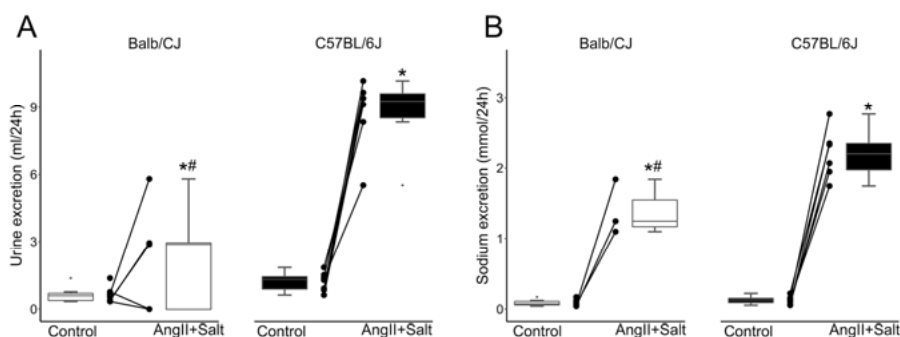 A
Balb/CJ
C57BL/6J
Urine excretion (ml/24h)
9
6
3
0
*#
*
Control
AngII+Salt
Control
AngII+Salt
B
Balb/CJ
C57BL/6J
Sodium excretion (mmol/24h)
3
2
1
0
*#
*
Control
AngII+Salt
Control
AngII+Salt